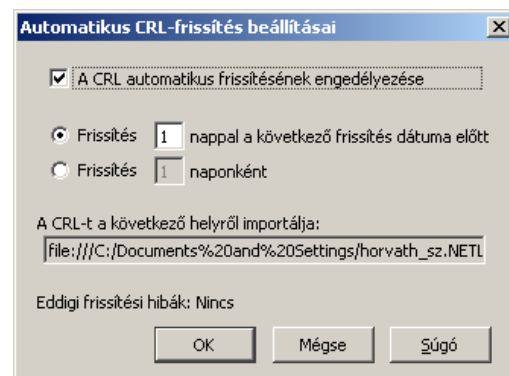 Automatikus CRL-frissítés beállításai
A CRL automatikus frissítésének engedélyezése
Frissítés 1 nappal a következő frissítés dátuma előtt
Frissítés 1 naponként
A CRL-t a következő helyről importálja:
file:///C:/Documents%20and%20Settings/horvath_sz.NETL
Eddigi frissítési hibák: Nincs
OK Mégse Súgó